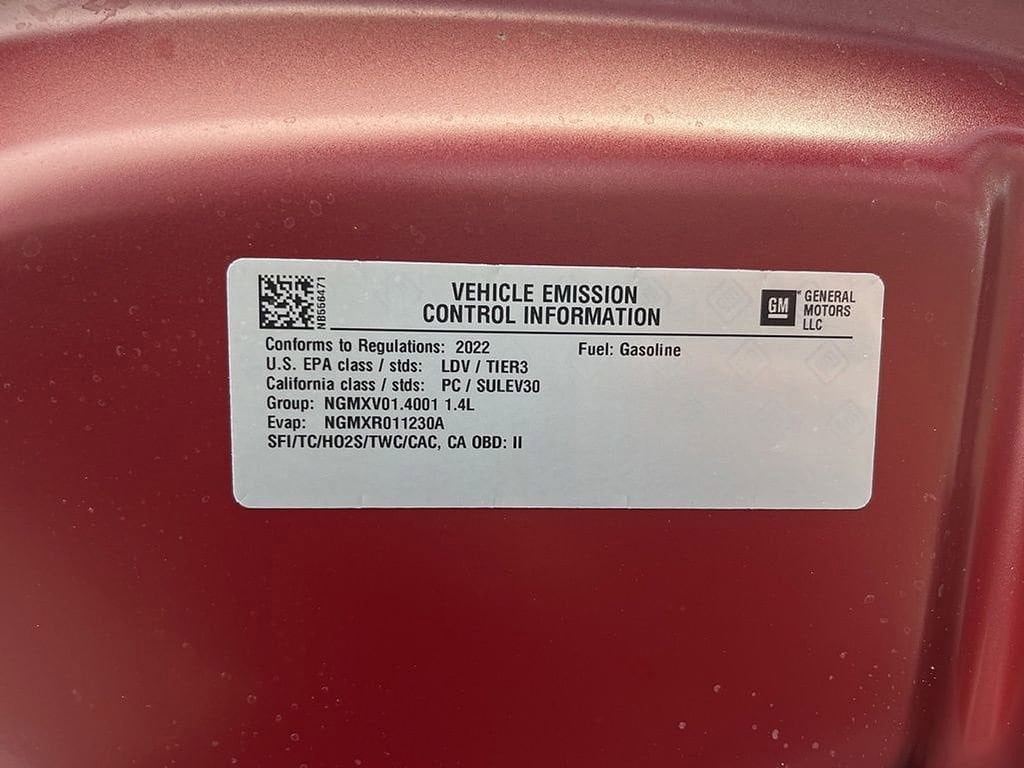 VEHICLE EMISSION
CONTROL INFORMATION
GM GENERAL
MOTORS
LLC
NB556471
Conforms to Regulations: 2022 Fuel: Gasoline
U.S. EPA class / stds: LDV / TIER3
California class / stds: PC / SULEV30
Group: NGMXV01.4001 1.4L
Evap: NGMXR011230A
SFI/TC/HO2S/TWC/CAC, CA OBD: II